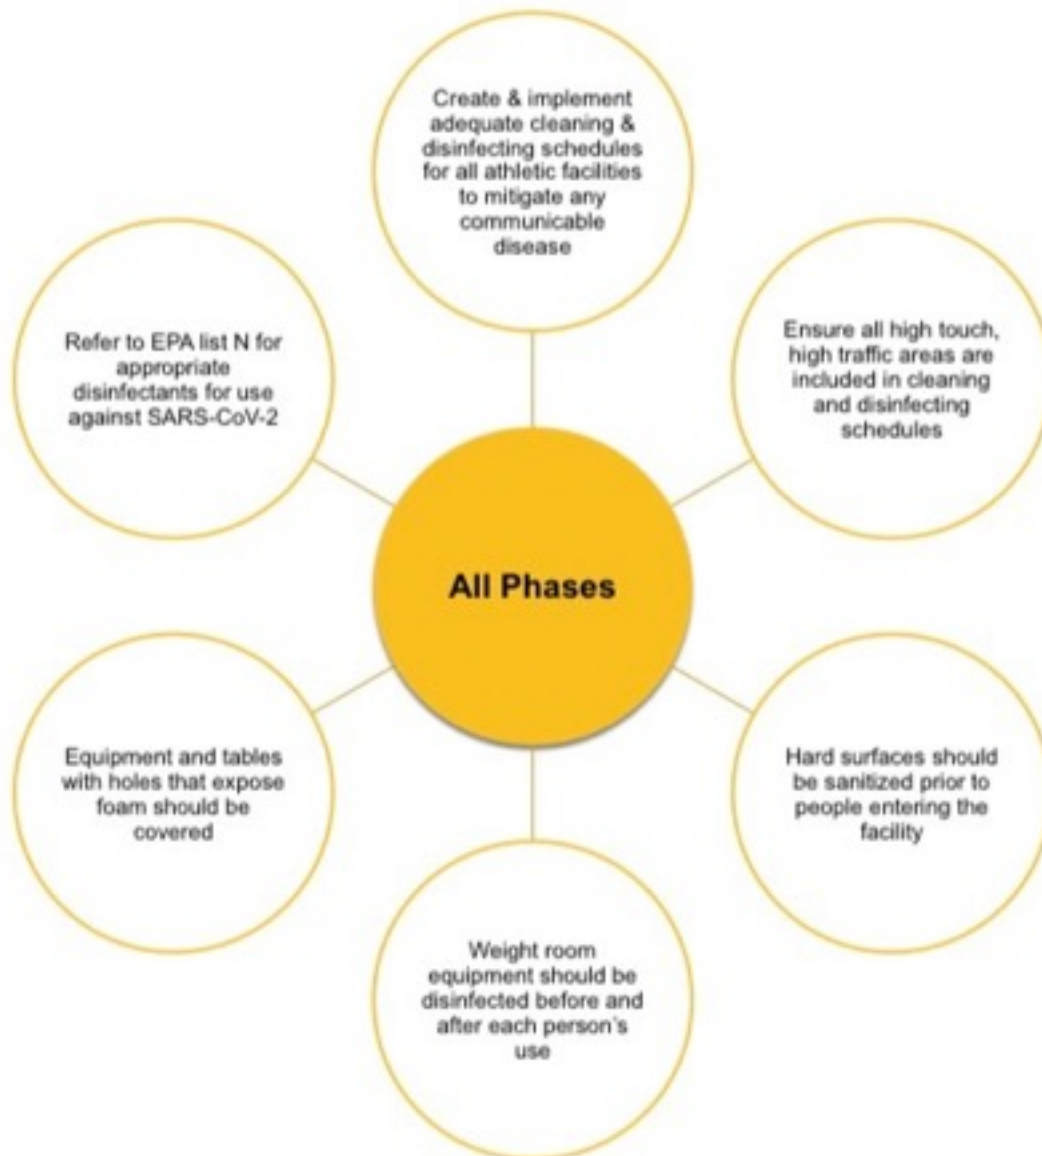 Create & implement
adequate cleaning &
disinfecting schedules
for all athletic facilities
to mitigate any
communicable
disease
Ensure all high touch,
high traffic areas are
included in cleaning
and disinfecting
schedules
Hard surfaces should
be sanitized prior to
people entering the
facility
Weight room
equipment should be
disinfected before and
after each person's
use
Equipment and tables
with holes that expose
foam should be
covered
Refer to EPA list N for
appropriate
disinfectants for use
against SARS-CoV-2
All Phases